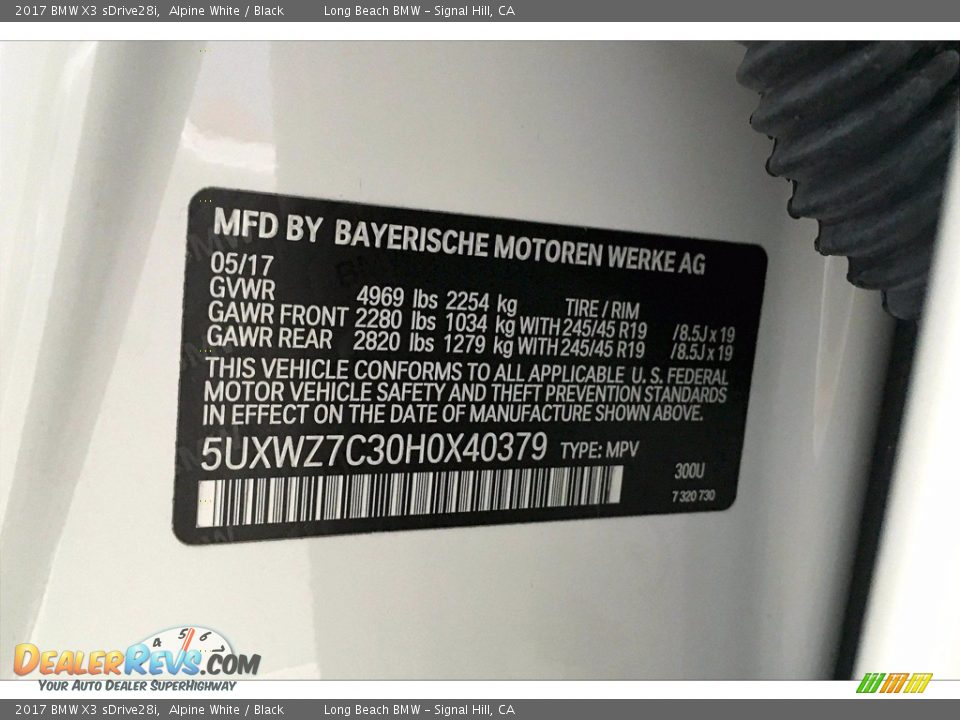 2017 BMW X3 sDrive28i, Alpine White / Black Long Beach BMW - Signal Hill, CA
MFD BY BAYERISCHE MOTOREN WERKE AG
05/17
GVWR 4969 lbs 2254 kg TIRE / RIM
GAWR FRONT 2280 lbs 1034 kg WITH 245/45 R19 /8.5J x 19
GAWR REAR 2820 lbs 1279 kg WITH 245/45 R19 /8.5J x 19
THIS VEHICLE CONFORMS TO ALL APPLICABLE U. S. FEDERAL
MOTOR VEHICLE SAFETY AND THEFT PREVENTION STANDARDS
IN EFFECT ON THE DATE OF MANUFACTURE SHOWN ABOVE.
5UXWZ7C30H0X40379 TYPE: MPV
300U
7 320 730
4 5 6
DEALERREVS.COM
YOUR AUTO DEALER SUPERHIGHWAY
2017 BMW X3 sDrive28i, Alpine White / Black Long Beach BMW - Signal Hill, CA